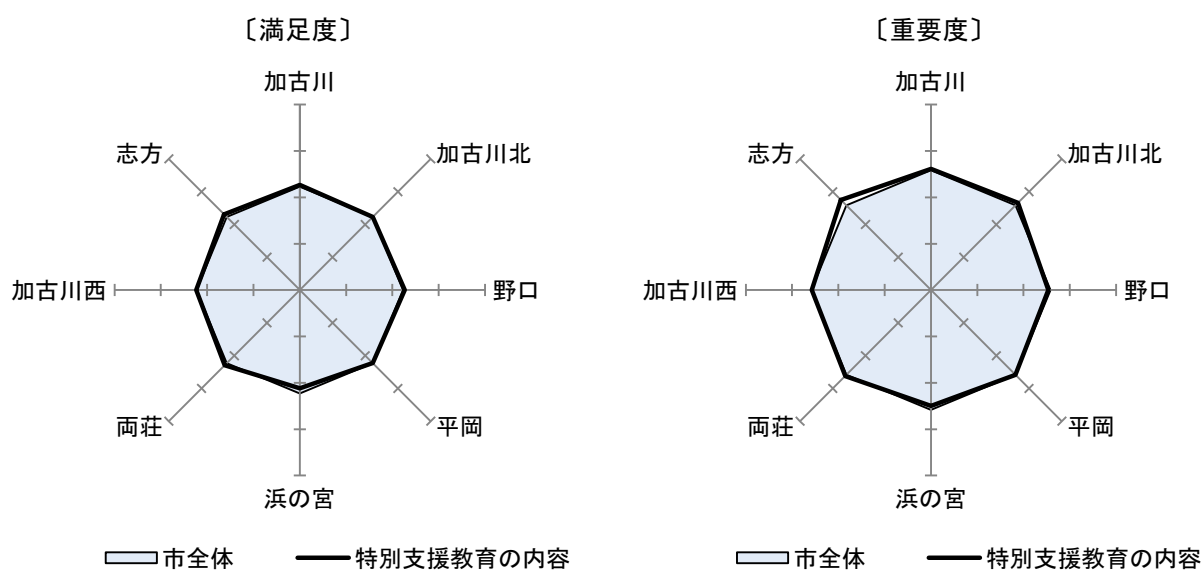 〔満足度〕
加古川
加古川北
野口
平岡
浜の宮
両荘
加古川西
志方
市全体
特別支援教育の内容
〔重要度〕
加古川
加古川北
野口
平岡
浜の宮
両荘
加古川西
志方
市全体
特別支援教育の内容